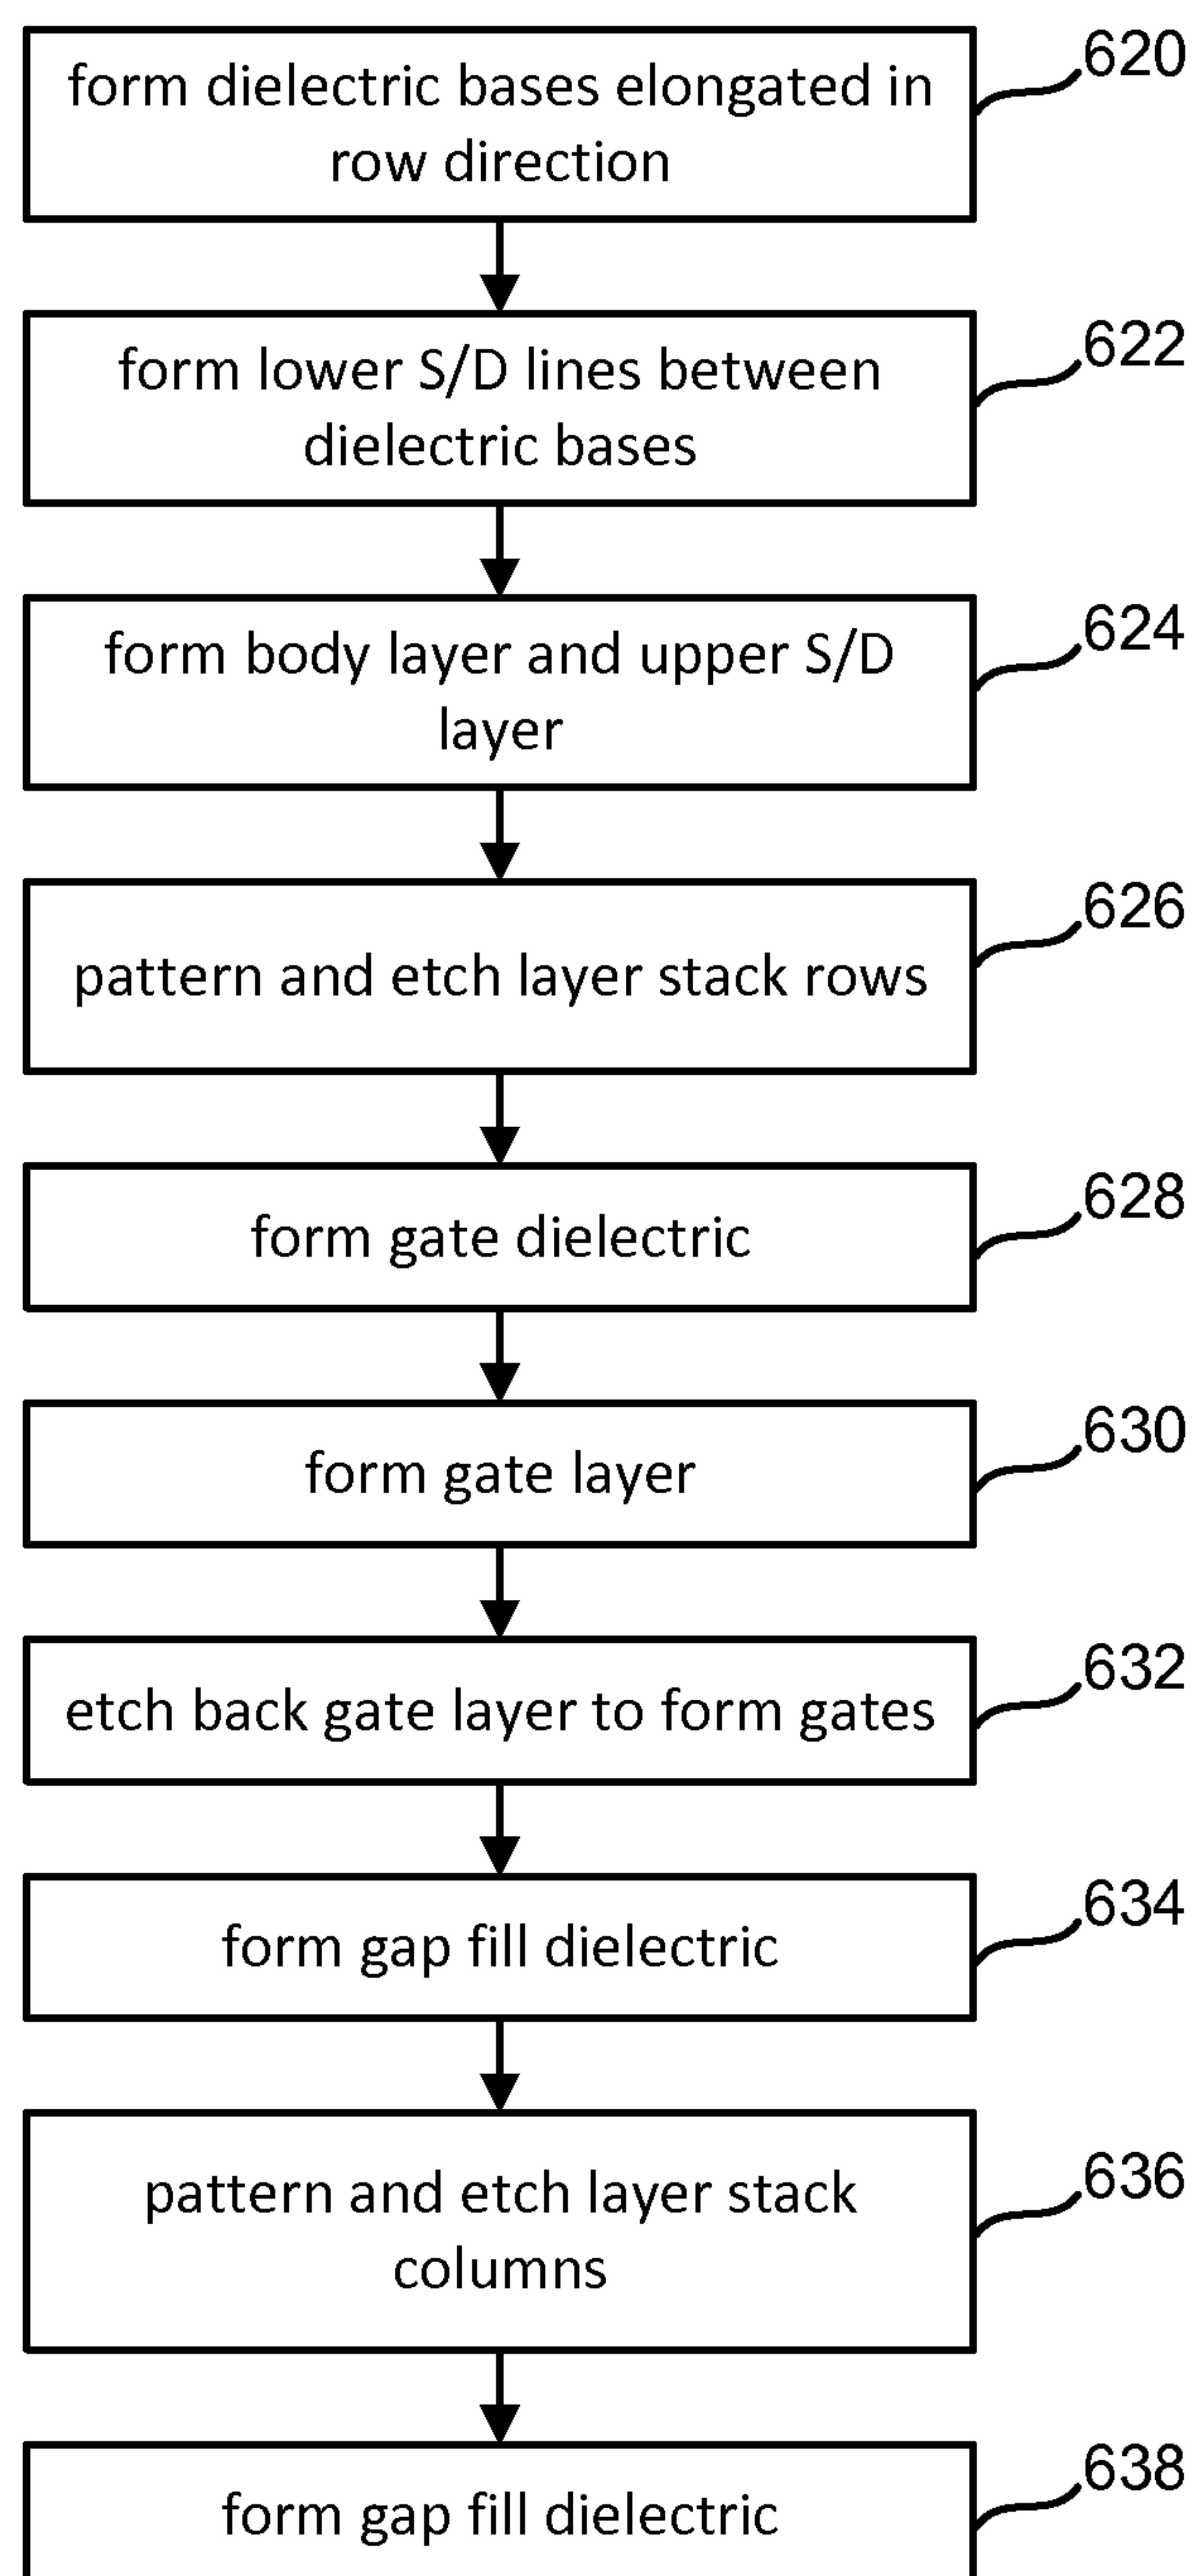 form dielectric bases elongated in
row direction
620
form lower S/D lines between
dielectric bases
622
form body layer and upper S/D
layer
624
pattern and etch layer stack rows
626
form gate dielectric
628
form gate layer
630
etch back gate layer to form gates
632
form gap fill dielectric
634
pattern and etch layer stack
columns
636
form gap fill dielectric
638